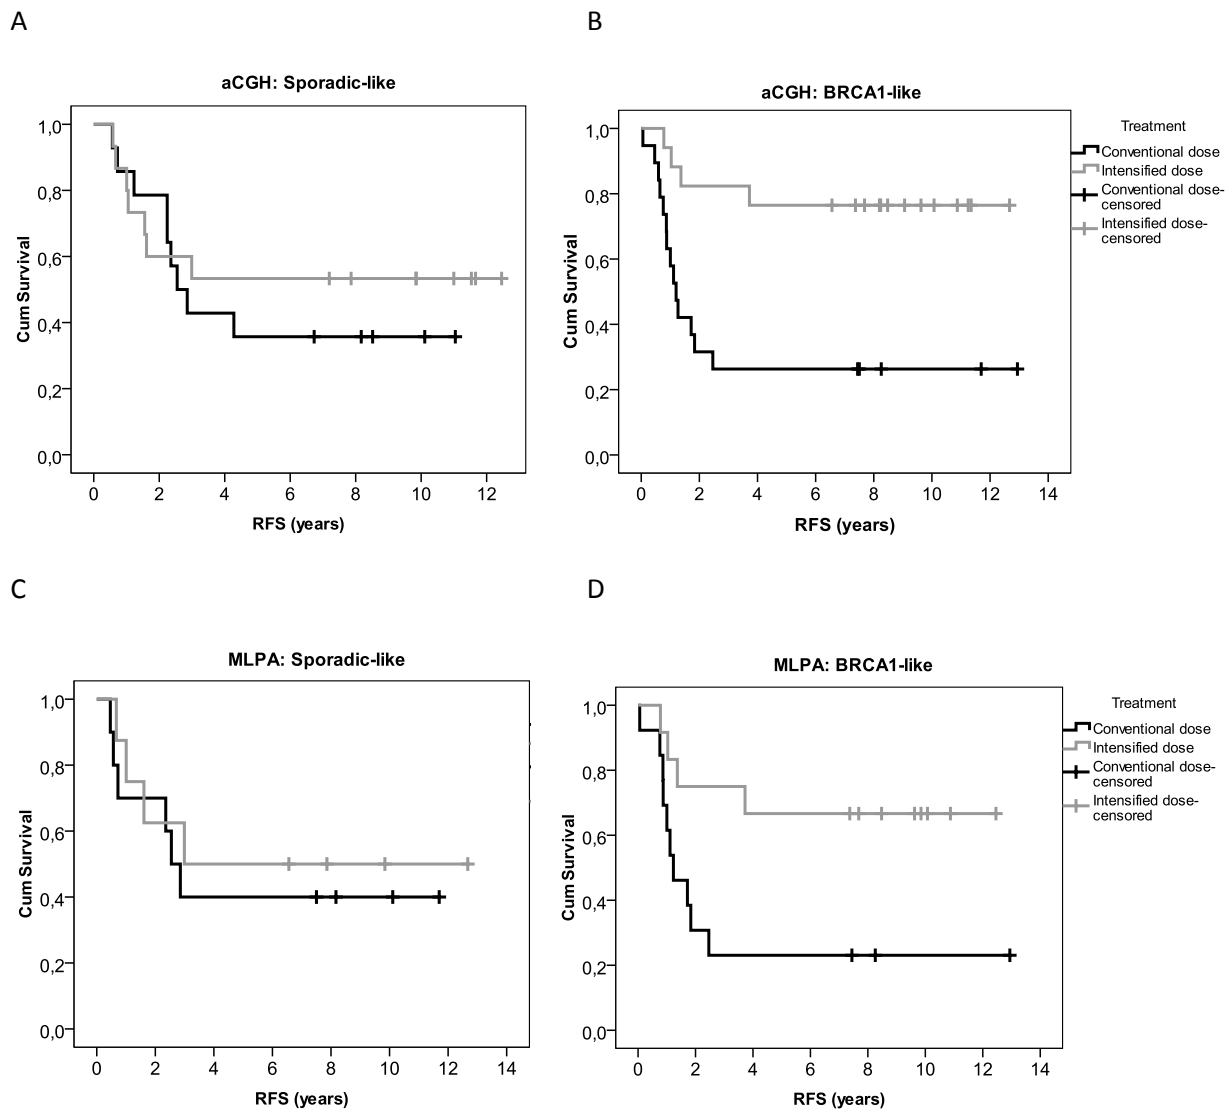 A
B
aCGH: Sporadic-like
aCGH: BRCA1-like
Cum Survival
1,0
0,8
0,6
0,4
0,2
0,0
0 2 4 6 8 10 12
RFS (years)
Cum Survival
1,0
0,8
0,6
0,4
0,2
0,0
0 2 4 6 8 10 12 14
RFS (years)
Treatment
Conventional dose
Intensified dose
Conventional dose-
censored
Intensified dose-
censored
C
D
MLPA: Sporadic-like
MLPA: BRCA1-like
Cum Survival
1,0
0,8
0,6
0,4
0,2
0,0
0 2 4 6 8 10 12 14
RFS (years)
Cum Survival
1,0
0,8
0,6
0,4
0,2
0,0
0 2 4 6 8 10 12 14
RFS (years)
Treatment
Conventional dose
Intensified dose
Conventional dose-
censored
Intensified dose-
censored